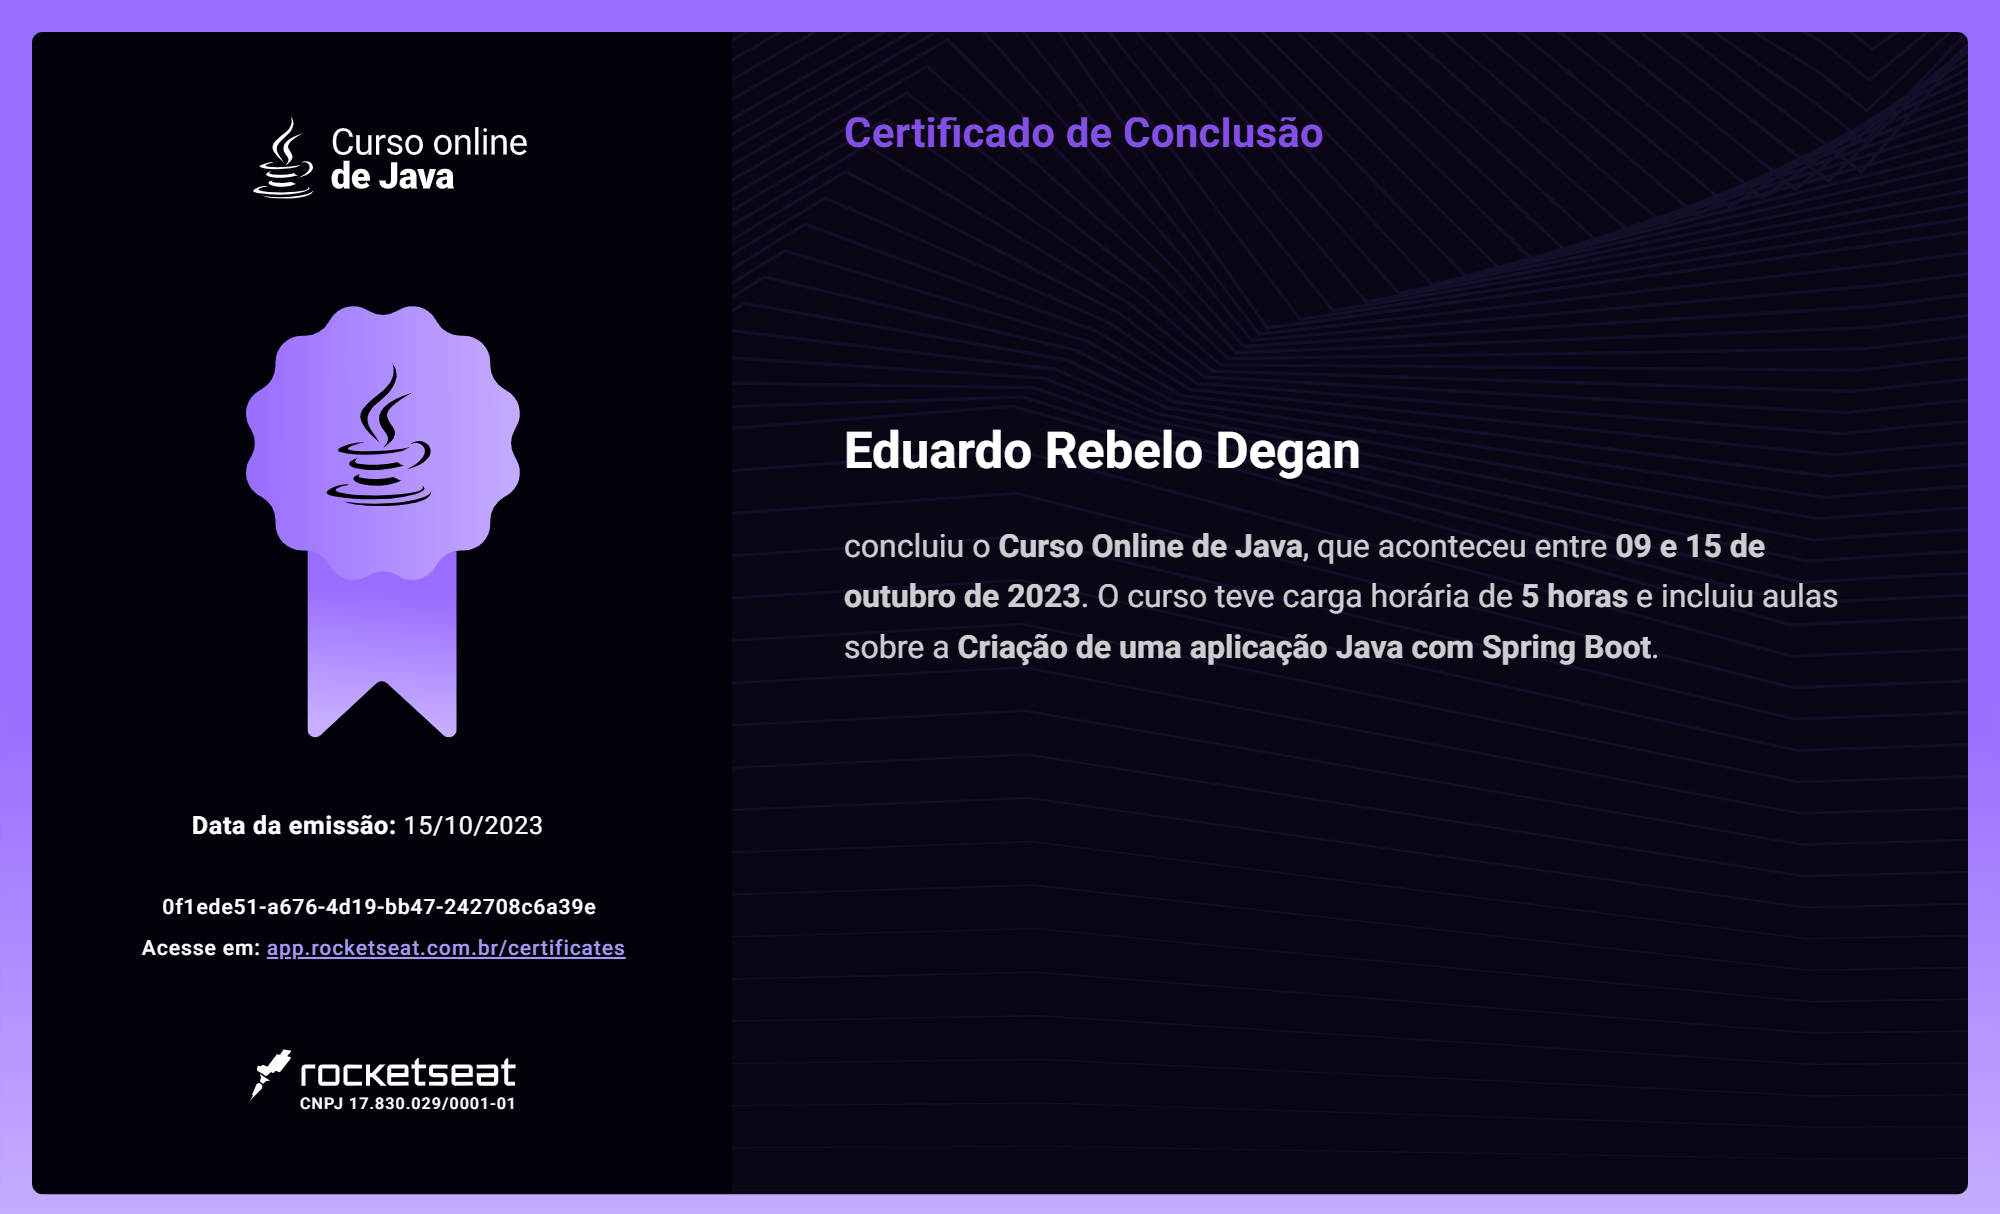 Curso online
de Java
Data da emissão: 15/10/2023
0f1ede51-a676-4d19-bb47-242708c6a39e
Acesse em: app.rocketseat.com.br/certificates
rocketseat
CNPJ 17.830.029/0001-01
Certificado de Conclusão
Eduardo Rebelo Degan
concluiu o Curso Online de Java, que aconteceu entre 09 e 15 de
outubro de 2023. O curso teve carga horária de 5 horas e incluiu aulas
sobre a Criação de uma aplicação Java com Spring Boot.